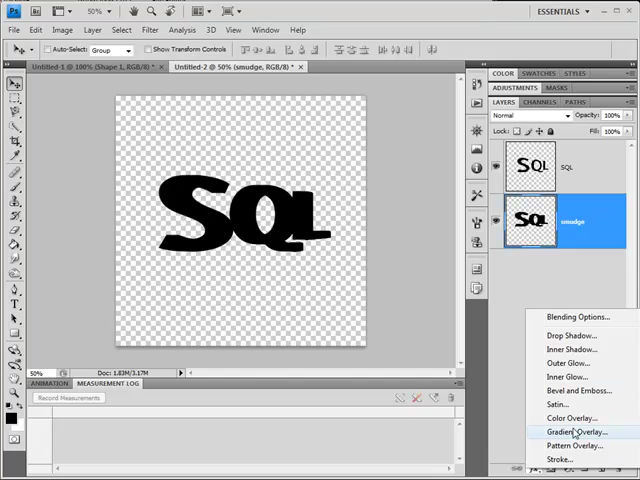 Ps 50% ESSENTIALS
File Edit Image Layer Select Filter Analysis 3D View Window Help
Auto-Select: Group Show Transform Controls
Untitled-1 @ 100% (Shape 1, RGB/8) * × Untitled-2 @ 50% (smudge, RGB/8) * ×
COLOR SWATCHES STYLES
ADJUSTMENTS MASKS
LAYERS CHANNELS PATHS
Normal Opacity: 100%
Lock: Fill: 100%
SQL SQL
SQL smudge
SQL
Blending Options...
Drop Shadow...
Inner Shadow...
Outer Glow...
Inner Glow...
Bevel and Emboss...
Satin...
Color Overlay...
Gradient Overlay...
Pattern Overlay...
Stroke...
50% Doc: 1.83M/3.17M
ANIMATION MEASUREMENT LOG
Record Measurements